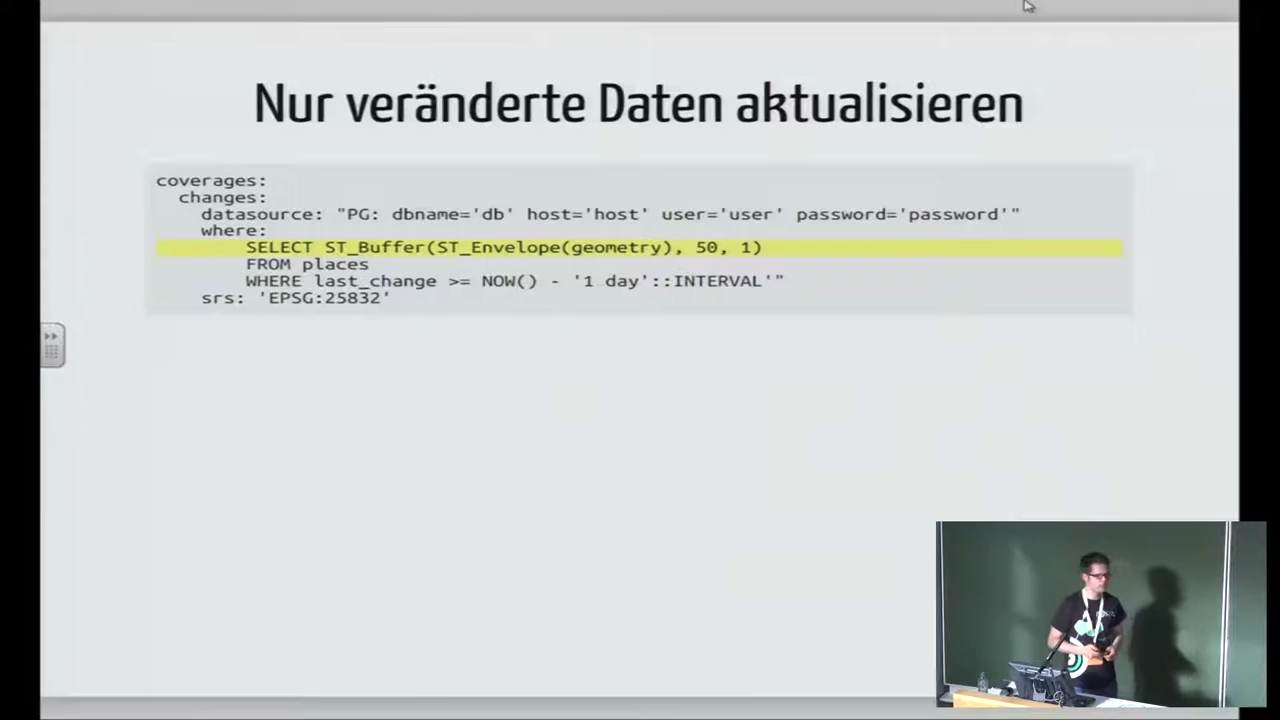 Nur veränderte Daten aktualisieren
coverages:
changes:
datasource: "PG: dbname='db' host='host' user='user' password='password'"
where:
SELECT ST_Buffer(ST_Envelope(geometry), 50, 1)
FROM places
WHERE last_change >= NOW() - '1 day'::INTERVAL'"
srs: 'EPSG:25832'